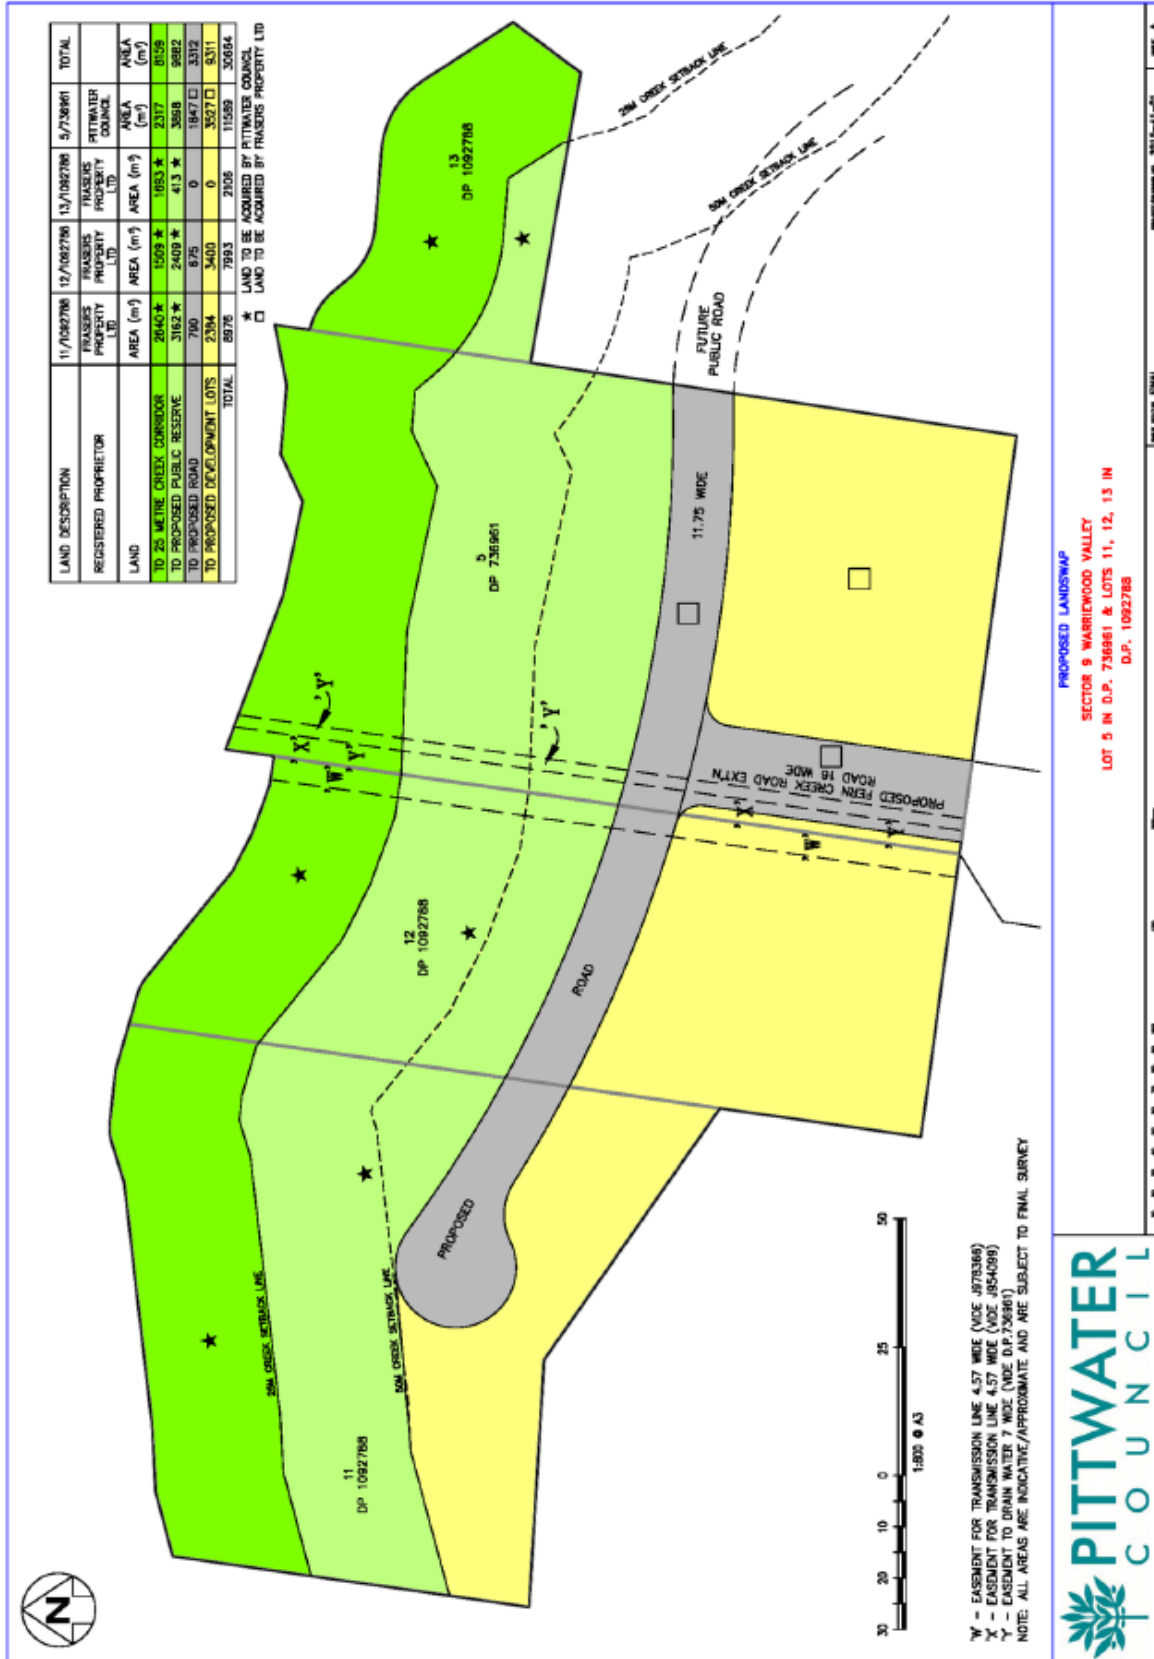 LAND DESCRIPTION 11/1092788 12/1092788 13/1092788 5/736961 TOTAL
REGISTERED PROPRIETOR FRASERS PROPERTY LTD FRASERS PROPERTY LTD FRASERS PROPERTY LTD PITTWATER COUNCIL
LAND AREA (m²) AREA (m²) AREA (m²) AREA (m²) AREA (m²)
TO 25 METRE CREEK CORRIDOR 2640 ★ 1509 ★ 1693 ★ 2317 8159
TO PROPOSED PUBLIC RESERVE 3162 ★ 2409 ★ 413 ★ 3898 9882
TO PROPOSED ROAD 790 675 0 1847 □ 3312
TO PROPOSED DEVELOPMENT LOTS 2384 3400 0 3527 □ 9311
TOTAL 8976 7993 2106 11589 30664
★ LAND TO BE ACQUIRED BY PITTWATER COUNCIL
□ LAND TO BE ACQUIRED BY FRASERS PROPERTY LTD
N
13
DP 1092788
25M CREEK SETBACK LINE
50M CREEK SETBACK LINE
FUTURE
PUBLIC ROAD
5
DP 736961
11.75 WIDE
'Y'
'X'
'W'
'Y'
'Y'
PROPOSED FERN CREEK ROAD EXT'N
ROAD 16 WIDE
'X'
'W'
'Y'
12
DP 1092788
ROAD
PROPOSED
25M CREEK SETBACK LINE
50M CREEK SETBACK LINE
11
DP 1092788
30 20 10 0 25 50
1:800 @ A3
'W' - EASEMENT FOR TRANSMISSION LINE 4.57 WIDE (VIDE J978366)
'X' - EASEMENT FOR TRANSMISSION LINE 4.57 WIDE (VIDE J954099)
'Y' - EASEMENT TO DRAIN WATER 7 WIDE (VIDE D.P.736961)
NOTE: ALL AREAS ARE INDICATIVE/APPROXIMATE AND ARE SUBJECT TO FINAL SURVEY
PITTWATER
COUNCIL
PROPOSED LANDSWAP
SECTOR 9 WARRIEWOOD VALLEY
LOT 5 IN D.P. 736961 & LOTS 11, 12, 13 IN
D.P. 1092788